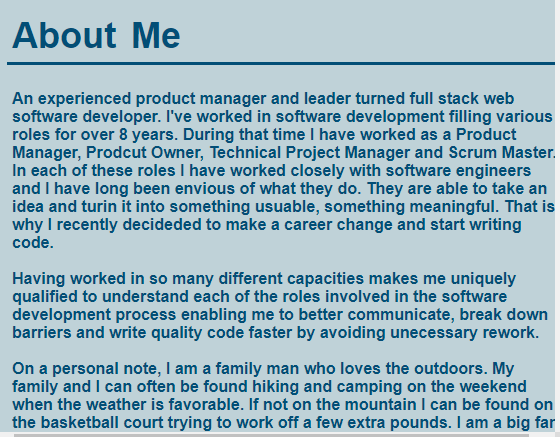 About Me
An experienced product manager and leader turned full stack web
software developer. I've worked in software development filling various
roles for over 8 years. During that time I have worked as a Product
Manager, Prodcut Owner, Technical Project Manager and Scrum Master.
In each of these roles I have worked closely with software engineers
and I have long been envious of what they do. They are able to take an
idea and turin it into something usuable, something meaningful. That is
why I recently decideded to make a career change and start writing
code.
Having worked in so many different capacities makes me uniquely
qualified to understand each of the roles involved in the software
development process enabling me to better communicate, break down
barriers and write quality code faster by avoiding unecessary rework.
On a personal note, I am a family man who loves the outdoors. My
family and I can often be found hiking and camping on the weekend
when the weather is favorable. If not on the mountain I can be found on
the basketball court trying to work off a few extra pounds. I am a big fan